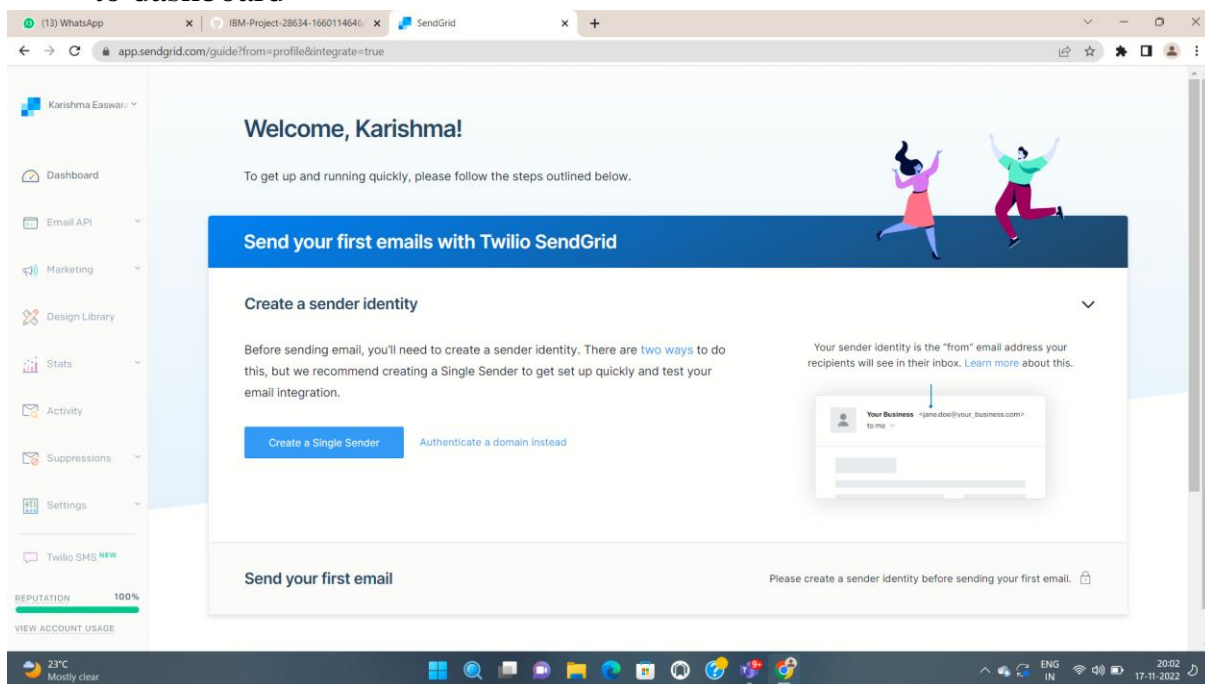 to dashboard
(13) WhatsApp
IBM-Project-28634-1660114646/
SendGrid
app.sendgrid.com/guide?from=profile&integrate=true
Karishma Easwar
Welcome, Karishma!
To get up and running quickly, please follow the steps outlined below.
Dashboard
Email API
Marketing
Design Library
Stats
Activity
Suppressions
Settings
Twilio SMS NEW
REPUTATION 100%
VIEW ACCOUNT USAGE
Send your first emails with Twilio SendGrid
Create a sender identity
Before sending email, you'll need to create a sender identity. There are two ways to do
this, but we recommend creating a Single Sender to get set up quickly and test your
email integration.
Create a Single Sender
Authenticate a domain instead
Your sender identity is the "from" email address your
recipients will see in their inbox. Learn more about this.
Your Business <jane.doe@your_business.com>
to me
Send your first email
Please create a sender identity before sending your first email.
23°C
Mostly clear
9+
ENG
IN
20:02
17-11-2022